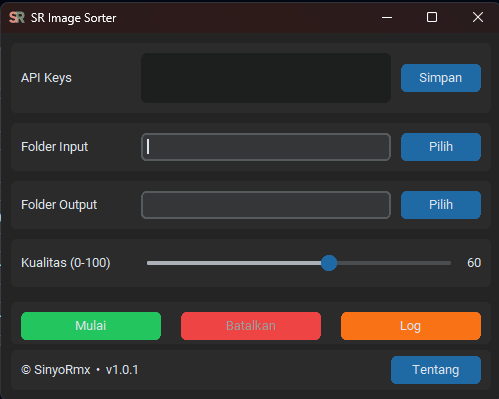 SR SR Image Sorter
API Keys Simpan
Folder Input Pilih
Folder Output Pilih
Kualitas (0-100) 60
Mulai Batalkan Log
© SinyoRmx • v1.0.1 Tentang